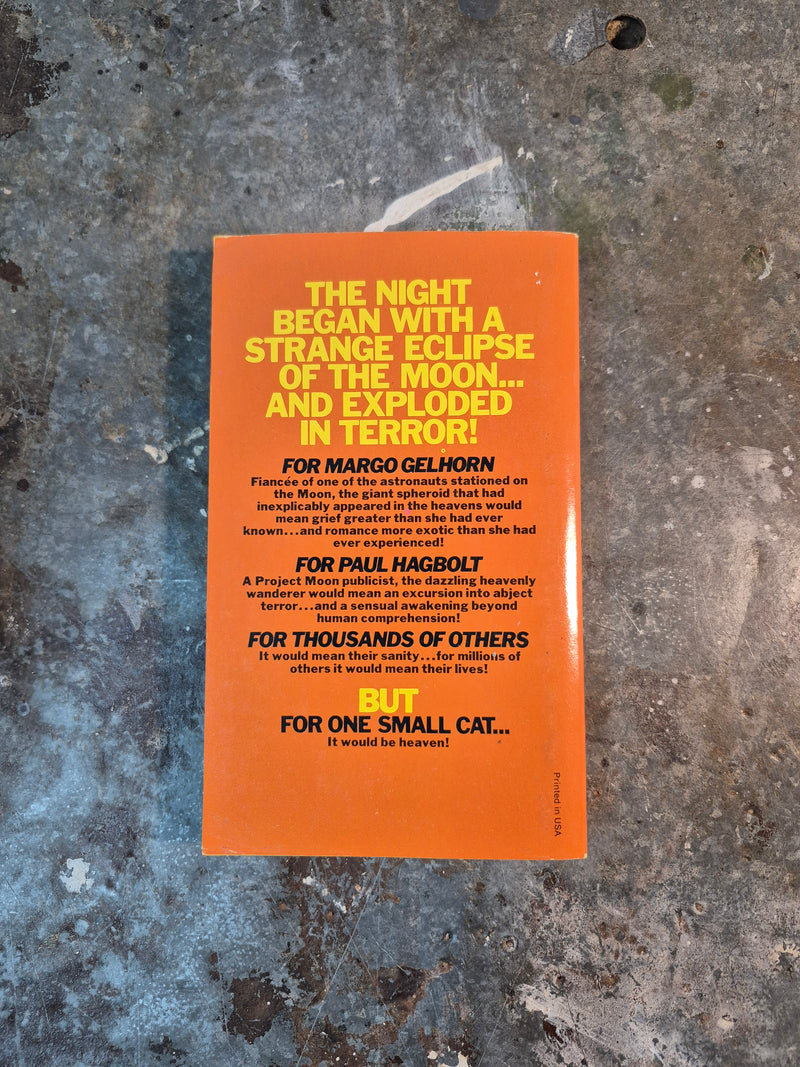 THE NIGHT
BEGAN WITH A
STRANGE ECLIPSE
OF THE MOON...
AND EXPLODED
IN TERROR!
FOR MARGO GELHORN
Fiancée of one of the astronauts stationed on
the Moon, the giant spheroid that had
inexplicably appeared in the heavens would
mean grief greater than she had ever
known...and romance more exotic than she had
ever experienced!
FOR PAUL HAGBOLT
A Project Moon publicist, the dazzling heavenly
wanderer would mean an excursion into abject
terror...and a sensual awakening beyond
human comprehension!
FOR THOUSANDS OF OTHERS
It would mean their sanity...for millions of
others it would mean their lives!
BUT
FOR ONE SMALL CAT...
It would be heaven!
Printed in USA